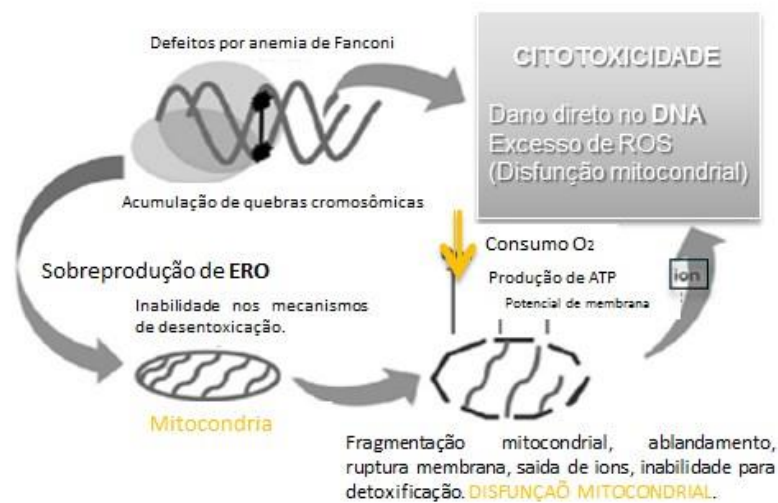 Defeitos por anemia de Fanconi
CITOTOXICIDADE
Dano direto no DNA
Excesso de ROS
(Disfunção mitocondrial)
Acumulação de quebras cromosômicas
Consumo O2
Sobreprodução de ERO
Produção de ATP
ion
Potencial de membrana
Inabilidade nos mecanismos
de desentoxicação.
Mitocondria
Fragmentação mitocondrial, ablandamento,
ruptura membrana, saida de ions, inabilidade para
detoxificação. DISFUNÇAÕ MITOCONDRIAL.